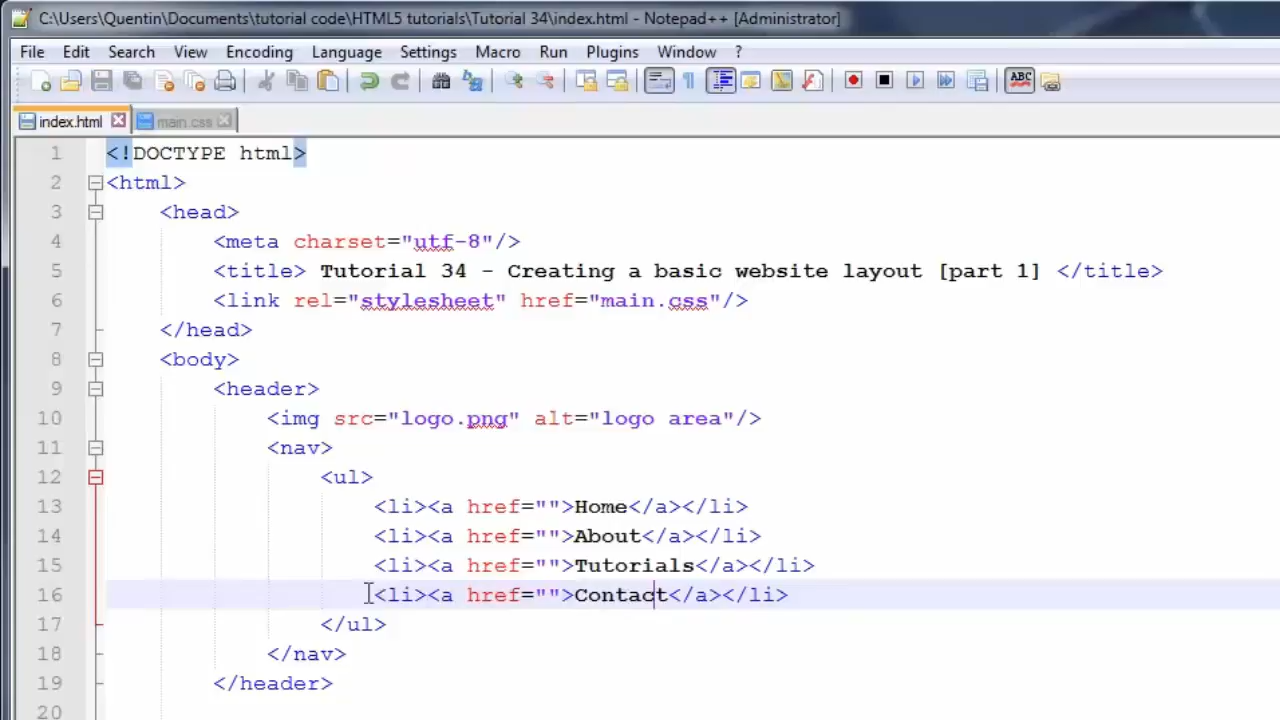 C:\Users\Quentin\Documents\tutorial code\HTML5 tutorials\Tutorial 34\index.html - Notepad++ [Administrator]
File Edit Search View Encoding Language Settings Macro Run Plugins Window ?
ABC
index.html main.css
1 <!DOCTYPE html>
2 <html>
3 <head>
4 <meta charset="utf-8"/>
5 <title> Tutorial 34 - Creating a basic website layout [part 1] </title>
6 <link rel="stylesheet" href="main.css"/>
7 </head>
8 <body>
9 <header>
10 <img src="logo.png" alt="logo area"/>
11 <nav>
12 <ul>
13 <li><a href="">Home</a></li>
14 <li><a href="">About</a></li>
15 <li><a href="">Tutorials</a></li>
16 <li><a href="">Contact</a></li>
17 </ul>
18 </nav>
19 </header>
20